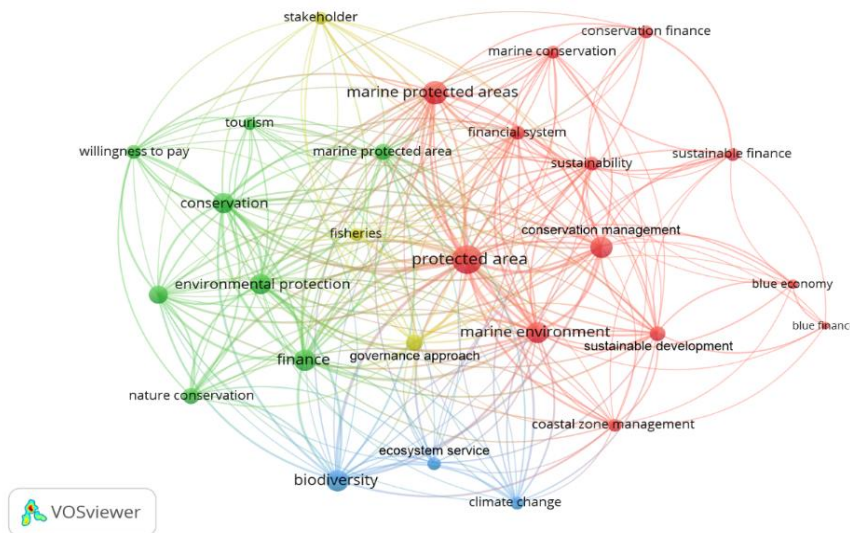 stakeholder
conservation finance
marine conservation
marine protected areas
tourism
financial system
willingness to pay
marine protected area
sustainability
sustainable finance
conservation
fisheries
conservation management
protected area
environmental protection
blue economy
marine environment
blue financ
sustainable development
governance approach
finance
nature conservation
coastal zone management
ecosystem service
biodiversity
climate change
VOSviewer